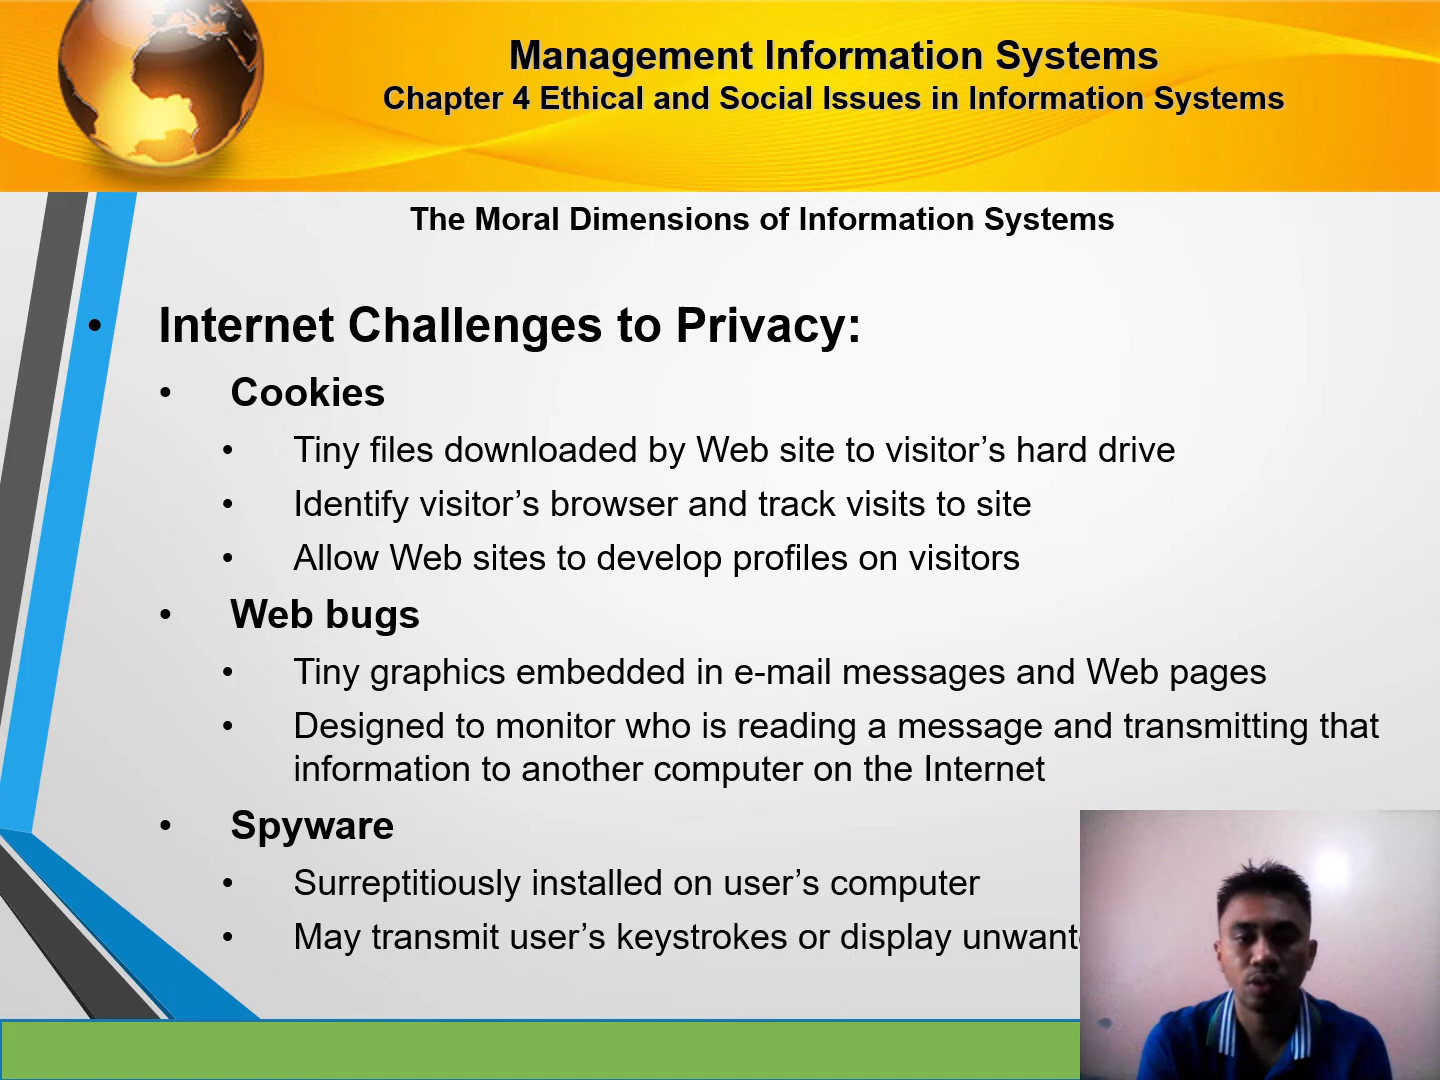 Management Information Systems
Chapter 4 Ethical and Social Issues in Information Systems
The Moral Dimensions of Information Systems
• Internet Challenges to Privacy:
• Cookies
• Tiny files downloaded by Web site to visitor’s hard drive
• Identify visitor’s browser and track visits to site
• Allow Web sites to develop profiles on visitors
• Web bugs
• Tiny graphics embedded in e-mail messages and Web pages
• Designed to monitor who is reading a message and transmitting that
information to another computer on the Internet
• Spyware
• Surreptitiously installed on user’s computer
• May transmit user’s keystrokes or display